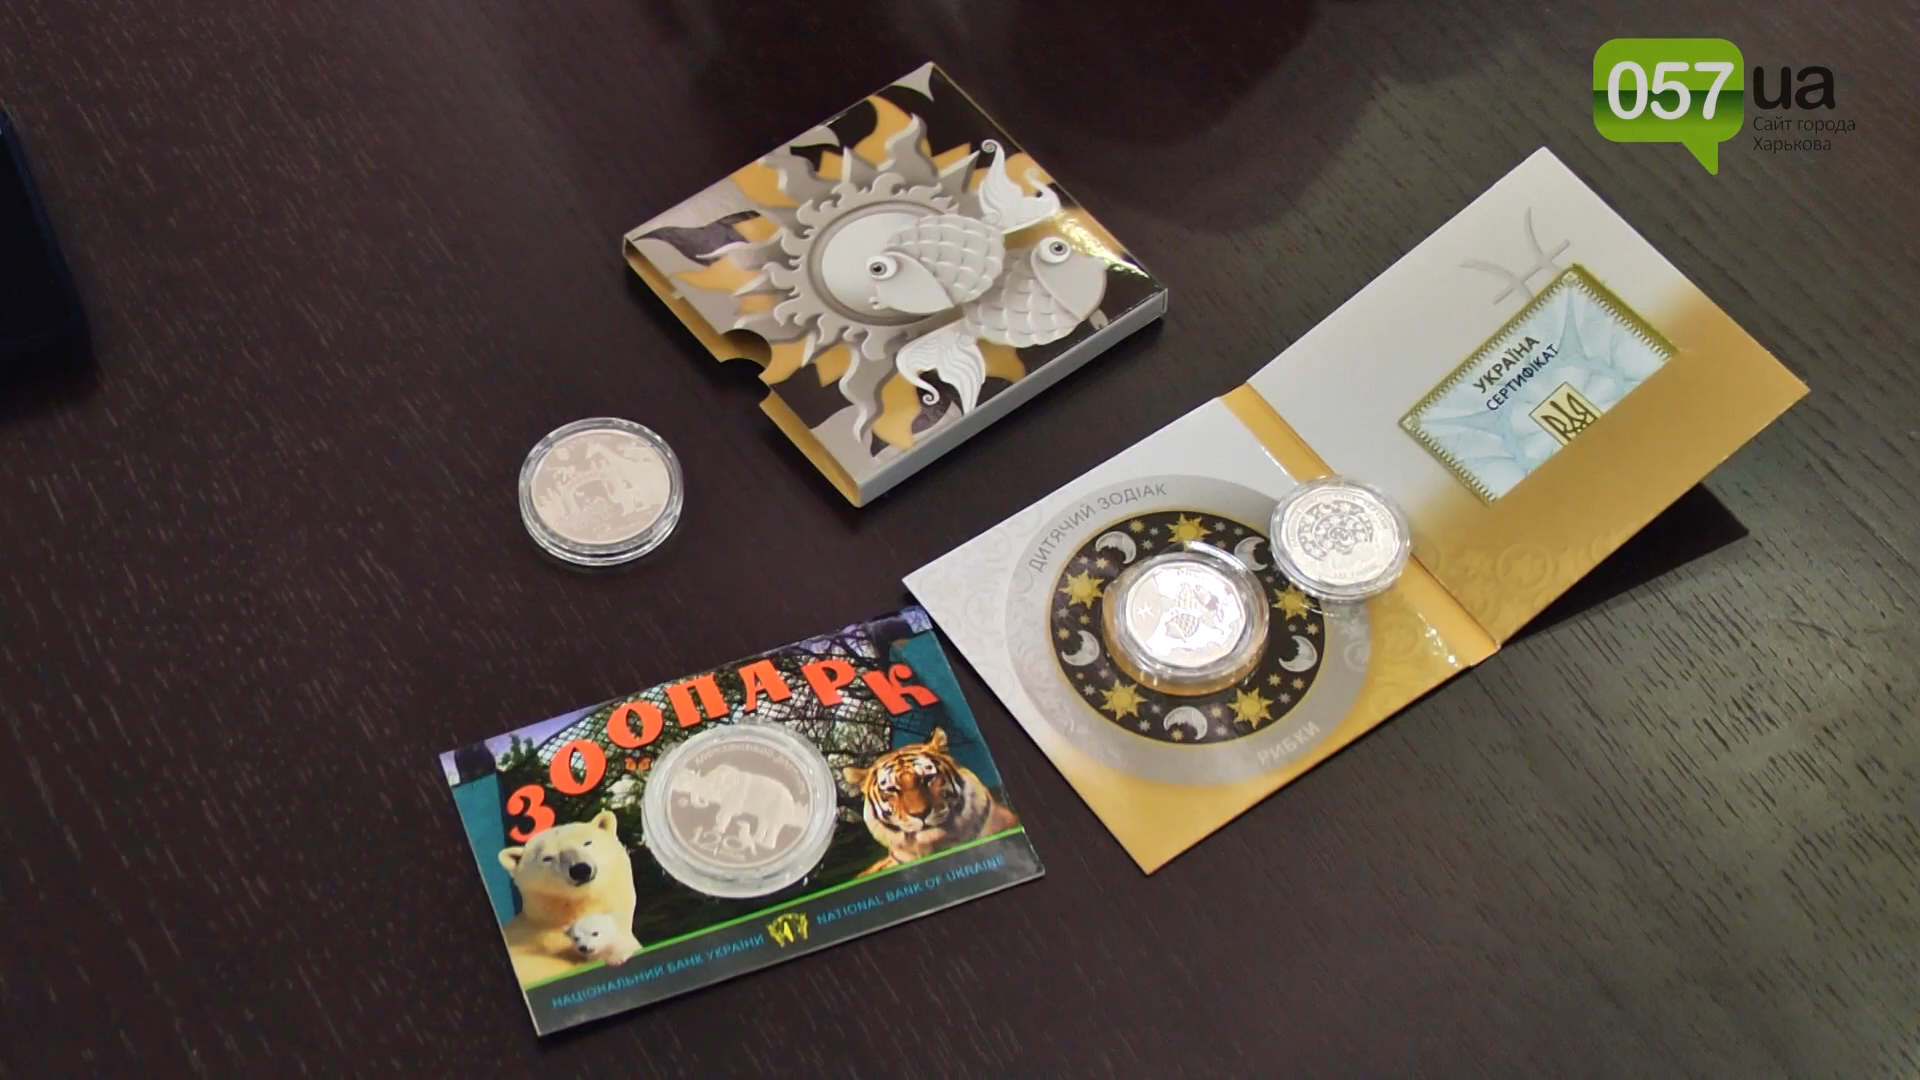 057 ua
Сайт города
Харькова
УКРАЇНА
СЕРТИФІКАТ
ДИТЯЧИЙ ЗОДІАК
РИБКИ
ЗООПАРК
НАЦІОНАЛЬНИЙ БАНК УКРАЇНИ NATIONAL BANK OF UKRAINE